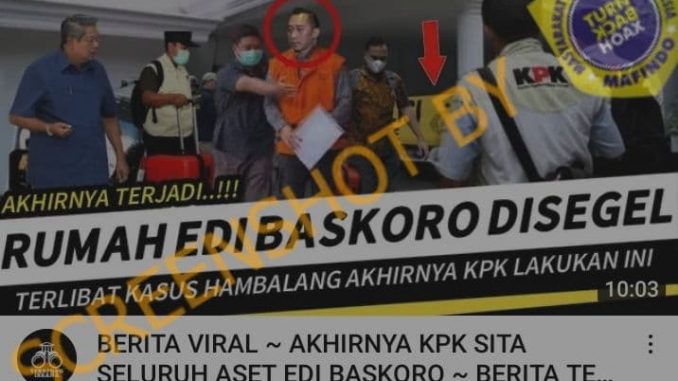 MASYARAKAT
TURN
BACK
HOAX
MAFINDO
KPK
SCREENSHOT BY
AKHIRNYA TERJADI..!!!
RUMAH EDI BASKORO DISEGEL
TERLIBAT KASUS HAMBALANG AKHIRNYA KPK LAKUKAN INI
10:03
BERITA VIRAL ~ AKHIRNYA KPK SITA
SELURUH ASET EDI BASKORO ~ BERITA TE...